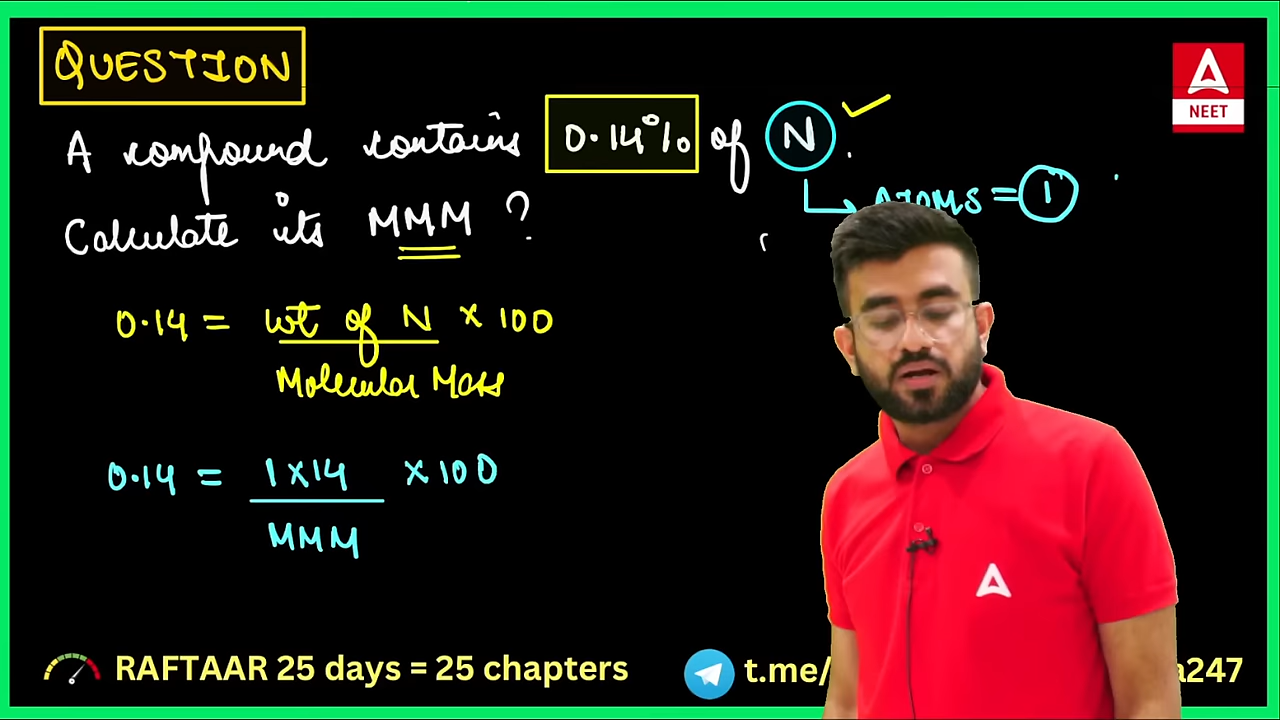 QUESTION
NEET
A compound contains 0.14% of N.
ATOMS = 1
Calculate its MMM ?
0.14 = wt of N × 100
Molecular Mass
0.14 = 1×14 × 100
MMM
RAFTAAR 25 days = 25 chapters
t.me/
a247